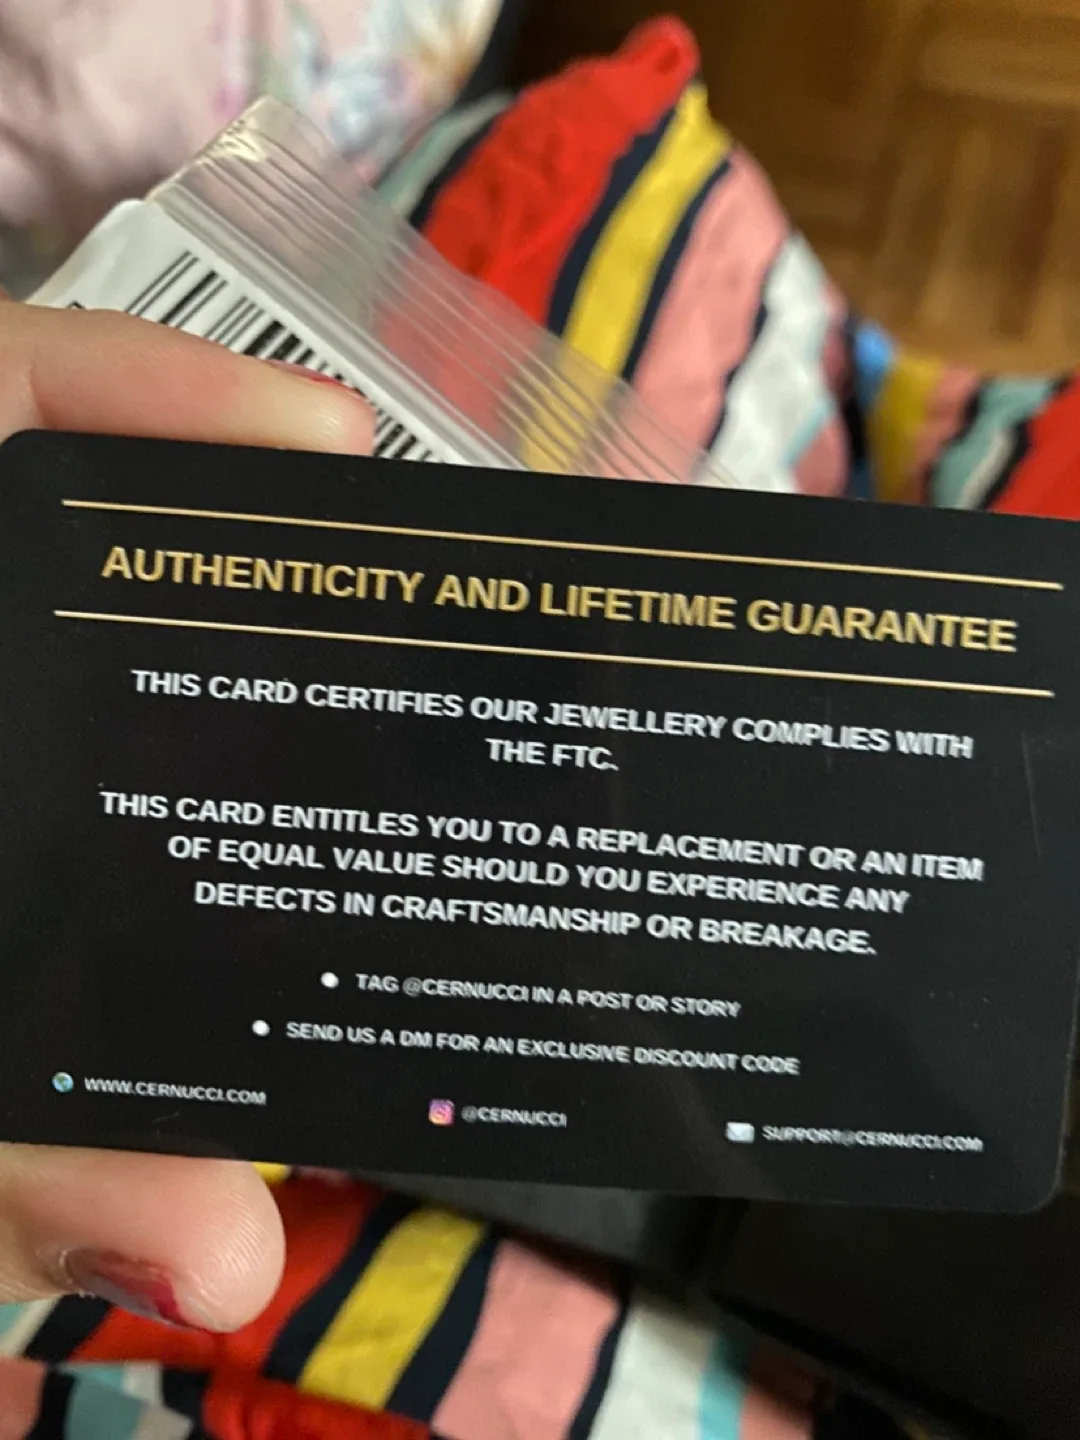 AUTHENTICITY AND LIFETIME GUARANTEE
THIS CARD CERTIFIES OUR JEWELLERY COMPLIES WITH
THE FTC.
THIS CARD ENTITLES YOU TO A REPLACEMENT OR AN ITEM
OF EQUAL VALUE SHOULD YOU EXPERIENCE ANY
DEFECTS IN CRAFTSMANSHIP OR BREAKAGE.
● TAG @CERNUCCI IN A POST OR STORY
● SEND US A DM FOR AN EXCLUSIVE DISCOUNT CODE
WWW.CERNUCCI.COM
@CERNUCCI
SUPPORT@CERNUCCI.COM